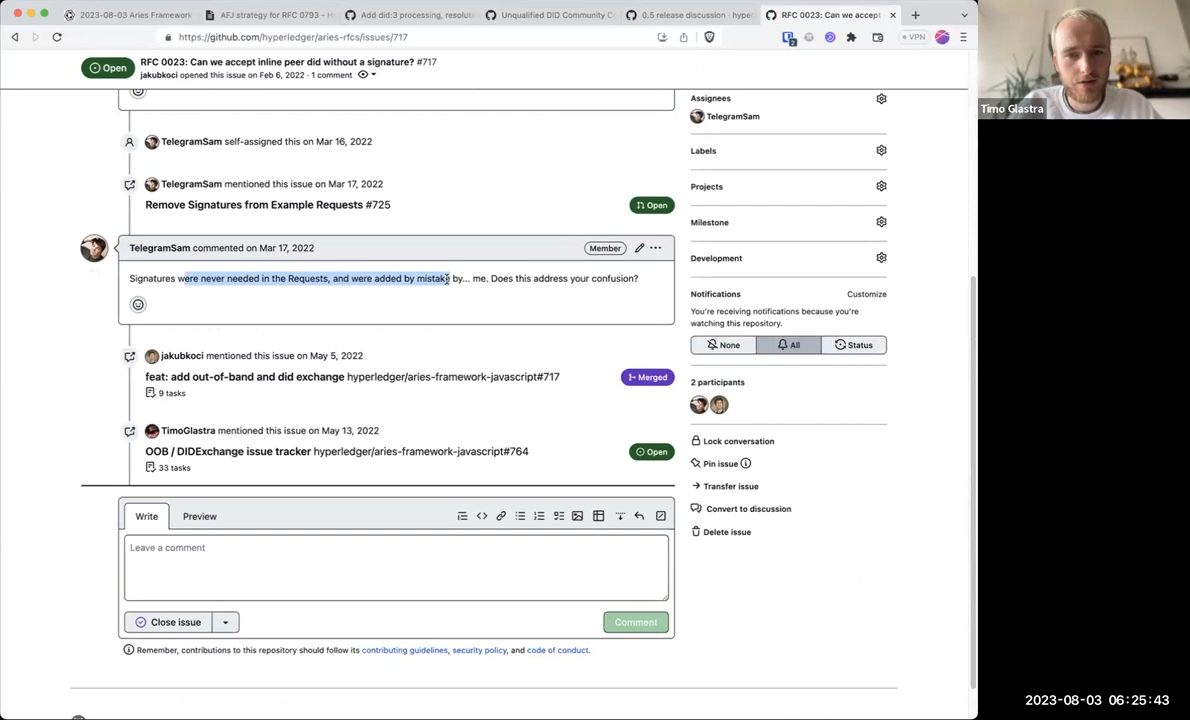 2023-08-03 Aries Framework
AFJ strategy for RFC 0793 - H
Add did:3 processing, resoluti
Unqualified DID Community Co
0.5 release discussion · hyper
RFC 0023: Can we accept
https://github.com/hyperledger/aries-rfcs/issues/717
2
VPN
Open
RFC 0023: Can we accept inline peer did without a signature? #717
jakubkoci opened this issue on Feb 6, 2022 · 1 comment
TelegramSam self-assigned this on Mar 16, 2022
TelegramSam mentioned this issue on Mar 17, 2022
Remove Signatures from Example Requests #725
Open
TelegramSam commented on Mar 17, 2022
Member
Signatures were never needed in the Requests, and were added by mistake by... me. Does this address your confusion?
jakubkoci mentioned this issue on May 5, 2022
feat: add out-of-band and did exchange hyperledger/aries-framework-javascript#717
Merged
9 tasks
TimoGlastra mentioned this issue on May 13, 2022
OOB / DIDExchange issue tracker hyperledger/aries-framework-javascript#764
Open
33 tasks
Write
Preview
Leave a comment
Close issue
Comment
Remember, contributions to this repository should follow its contributing guidelines, security policy, and code of conduct.
Assignees
TelegramSam
Labels
Projects
Milestone
Development
Notifications
Customize
You're receiving notifications because you're
watching this repository.
None
All
Status
2 participants
Lock conversation
Pin issue
Transfer issue
Convert to discussion
Delete issue
Timo Glastra
2023-08-03 06:25:43